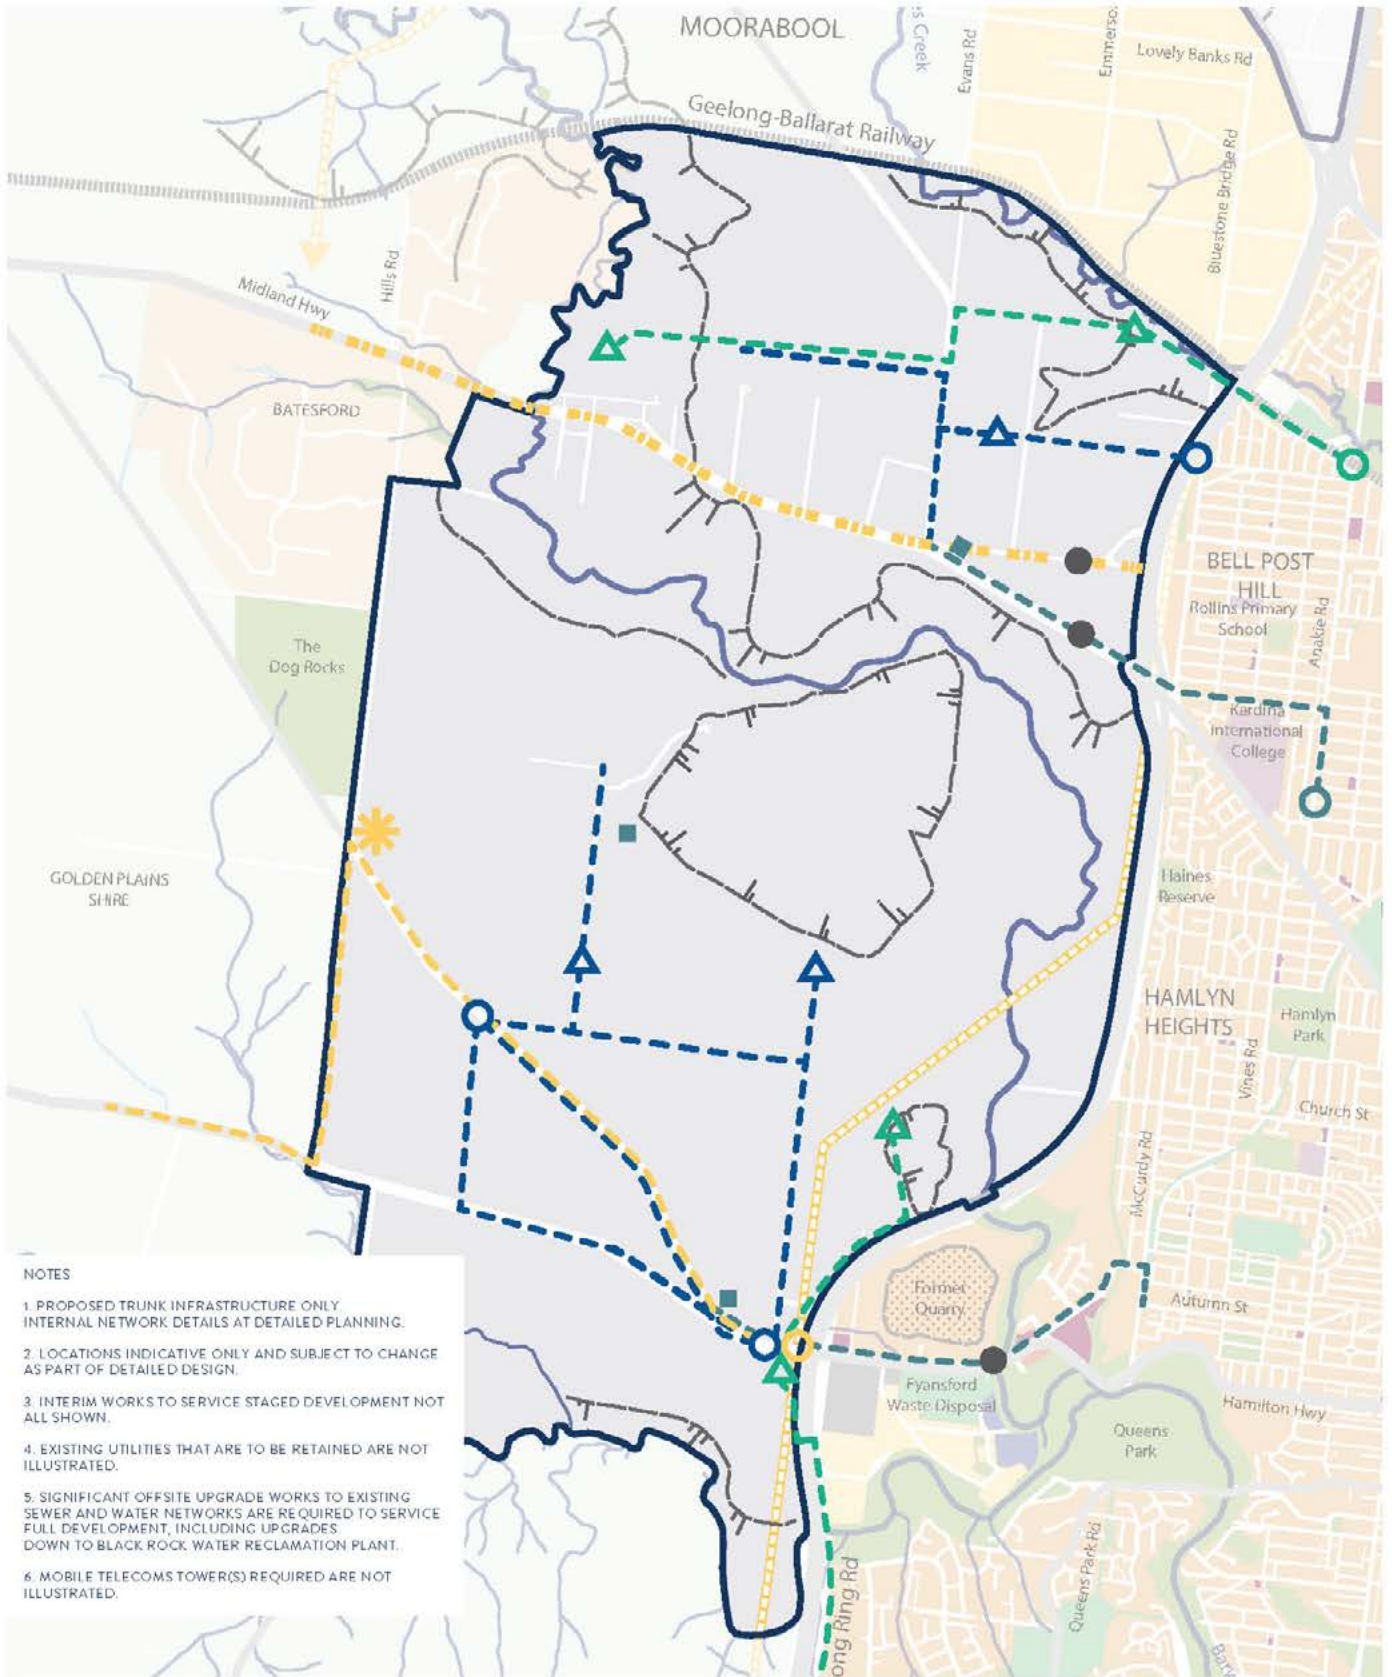 MOORABOOL
es Creek
Evans Rd
Lovely Banks Rd
Geelong-Ballarat Railway
Bluestone Bridge Rd
Hills Rd
Midland Hwy
BATESFORD
BELL POST
HILL
Rollins Primary
School
Anakie Rd
The
Dog Rocks
Kardina
International
College
GOLDEN PLAINS
SHIRE
Haines
Reserve
HAMLYN
HEIGHTS
Hamlyn
Park
Vines Rd
Church St
McCurdy Rd
Former
Quarry
Autumn St
Fyansford
Waste Disposal
Hamilton Hwy
Queens
Park
Queens Park Rd
ong Ring Rd
NOTES
1. PROPOSED TRUNK INFRASTRUCTURE ONLY
INTERNAL NETWORK DETAILS AT DETAILED PLANNING.
2. LOCATIONS INDICATIVE ONLY AND SUBJECT TO CHANGE
AS PART OF DETAILED DESIGN.
3. INTERIM WORKS TO SERVICE STAGED DEVELOPMENT NOT
ALL SHOWN.
4. EXISTING UTILITIES THAT ARE TO BE RETAINED ARE NOT
ILLUSTRATED.
5. SIGNIFICANT OFFSITE UPGRADE WORKS TO EXISTING
SEWER AND WATER NETWORKS ARE REQUIRED TO SERVICE
FULL DEVELOPMENT, INCLUDING UPGRADES
DOWN TO BLACK ROCK WATER RECLAMATION PLANT.
6. MOBILE TELECOMS TOWER(S) REQUIRED ARE NOT
ILLUSTRATED.